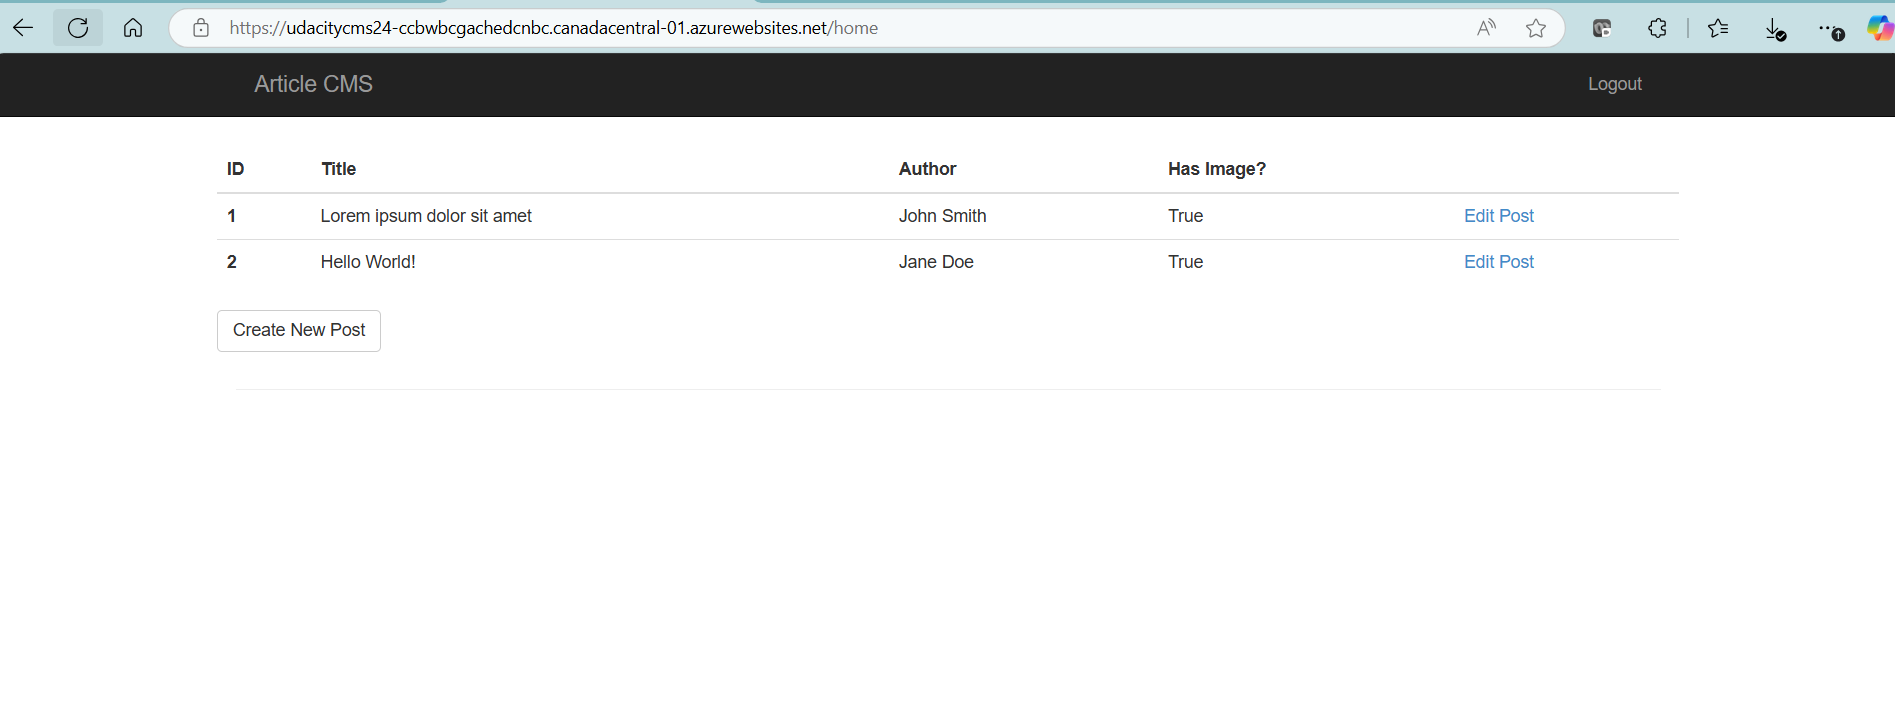 https://udacitycms24-ccbwbcgachedcnbc.canadacentral-01.azurewebsites.net/home
Article CMS Logout
ID Title Author Has Image?
1 Lorem ipsum dolor sit amet John Smith True Edit Post
2 Hello World! Jane Doe True Edit Post
Create New Post